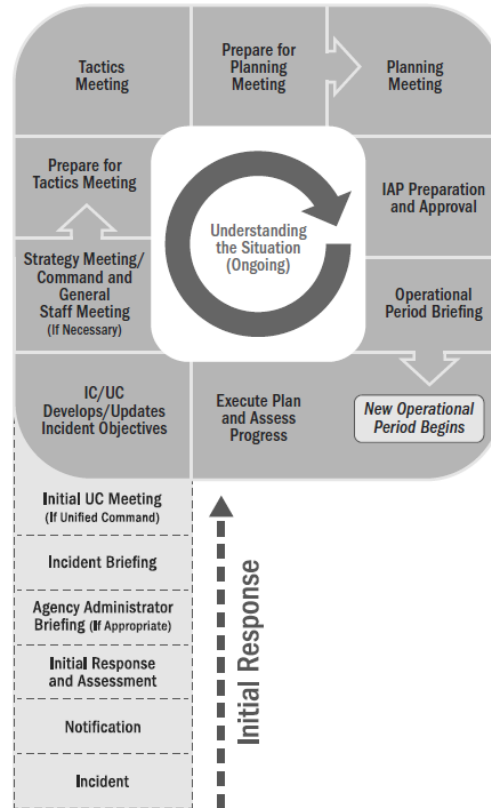 Tactics
Meeting
Prepare for
Planning
Meeting
Planning
Meeting
Prepare for
Tactics Meeting
Understanding
the Situation
(Ongoing)
IAP Preparation
and Approval
Strategy Meeting/
Command and
General
Staff Meeting
(If Necessary)
Operational
Period Briefing
IC/UC
Develops/Updates
Incident Objectives
Execute Plan
and Assess
Progress
New Operational
Period Begins
Initial UC Meeting
(If Unified Command)
Incident Briefing
Agency Administrator
Briefing (If Appropriate)
Initial Response
and Assessment
Notification
Incident
Initial Response